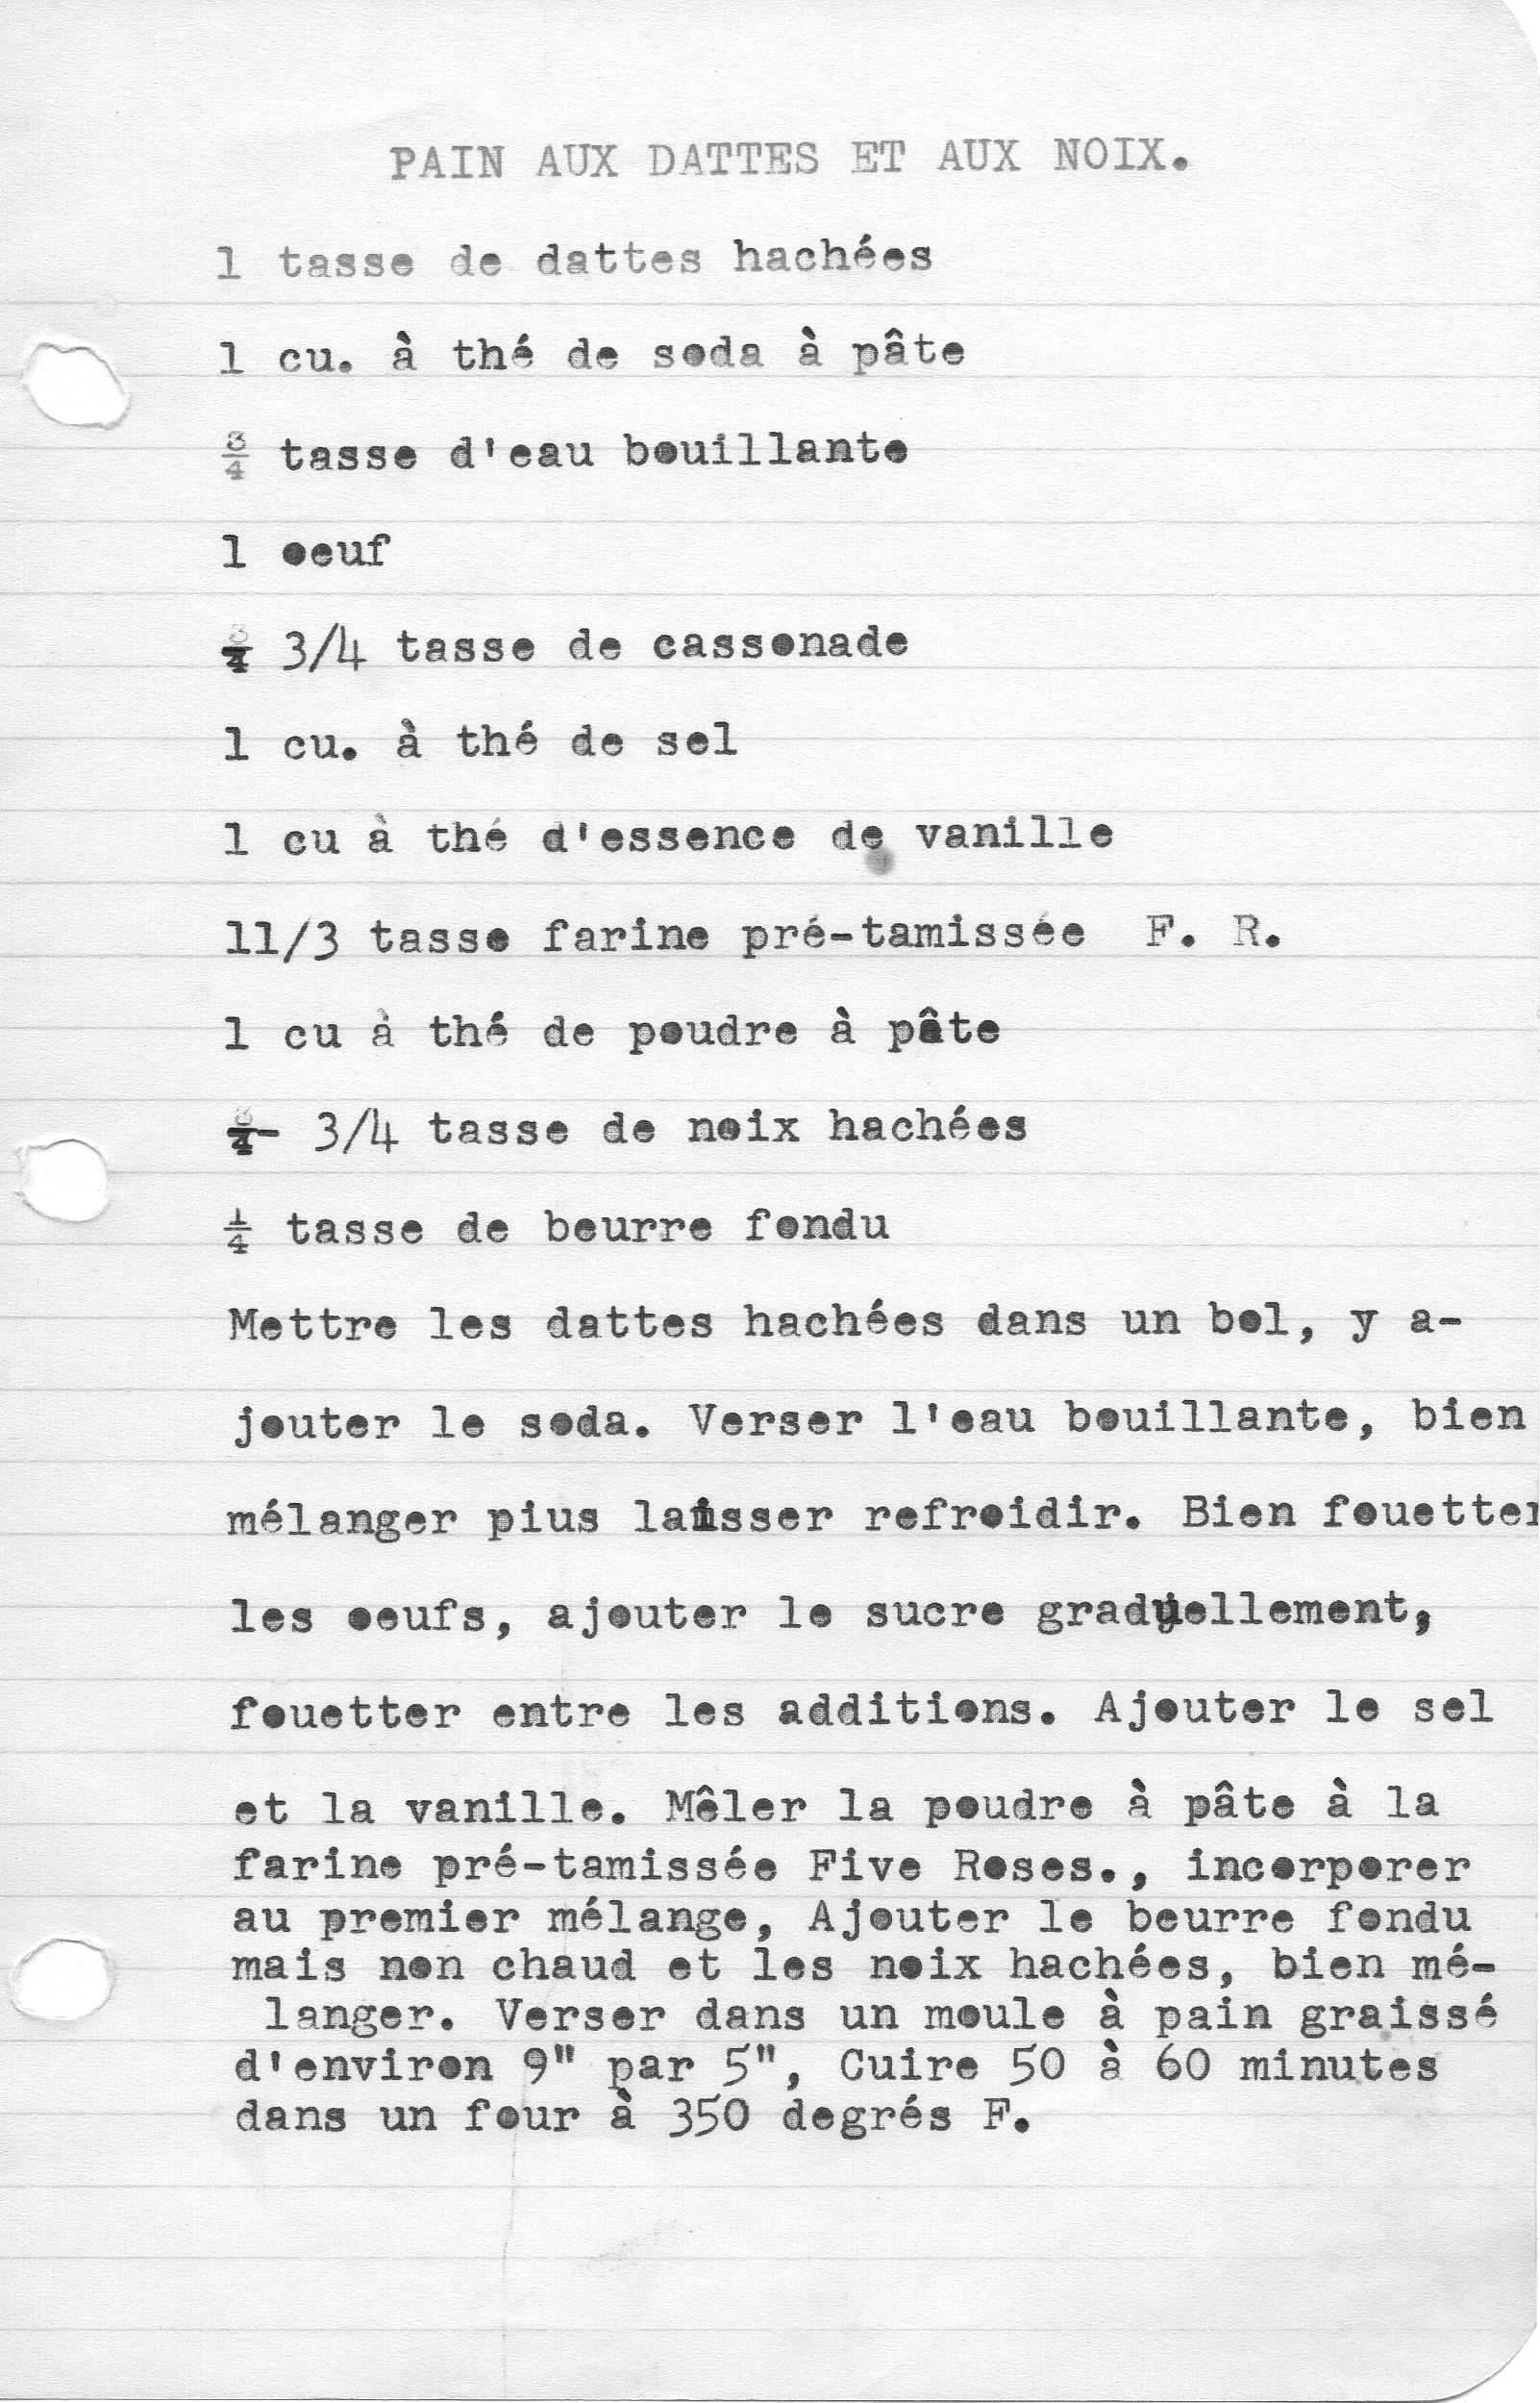 PAIN AUX DATTES ET AUX NOIX.
1 tasse de dattes hachées
1 cu. à thé de soda à pâte
¾ tasse d'eau bouillante
1 oeuf
¾ 3/4 tasse de cassonade
1 cu. à thé de sel
1 cu à thé d'essence de vanille
11/3 tasse farine pré-tamissée F. R.
1 cu à thé de poudre à pâte
¾- 3/4 tasse de noix hachées
¼ tasse de beurre fondu
Mettre les dattes hachées dans un bol, y a-
jouter le soda. Verser l'eau bouillante, bien
mélanger pius laisser refroidir. Bien fouetter
les oeufs, ajouter le sucre graduellement,
fouetter entre les additions. Ajouter le sel
et la vanille. Mêler la poudre à pâte à la
farine pré-tamissée Five Roses., incorporer
au premier mélange, Ajouter le beurre fondu
mais non chaud et les noix hachées, bien mé-
langer. Verser dans un moule à pain graissé
d'environ 9" par 5", Cuire 50 à 60 minutes
dans un four à 350 degrés F.